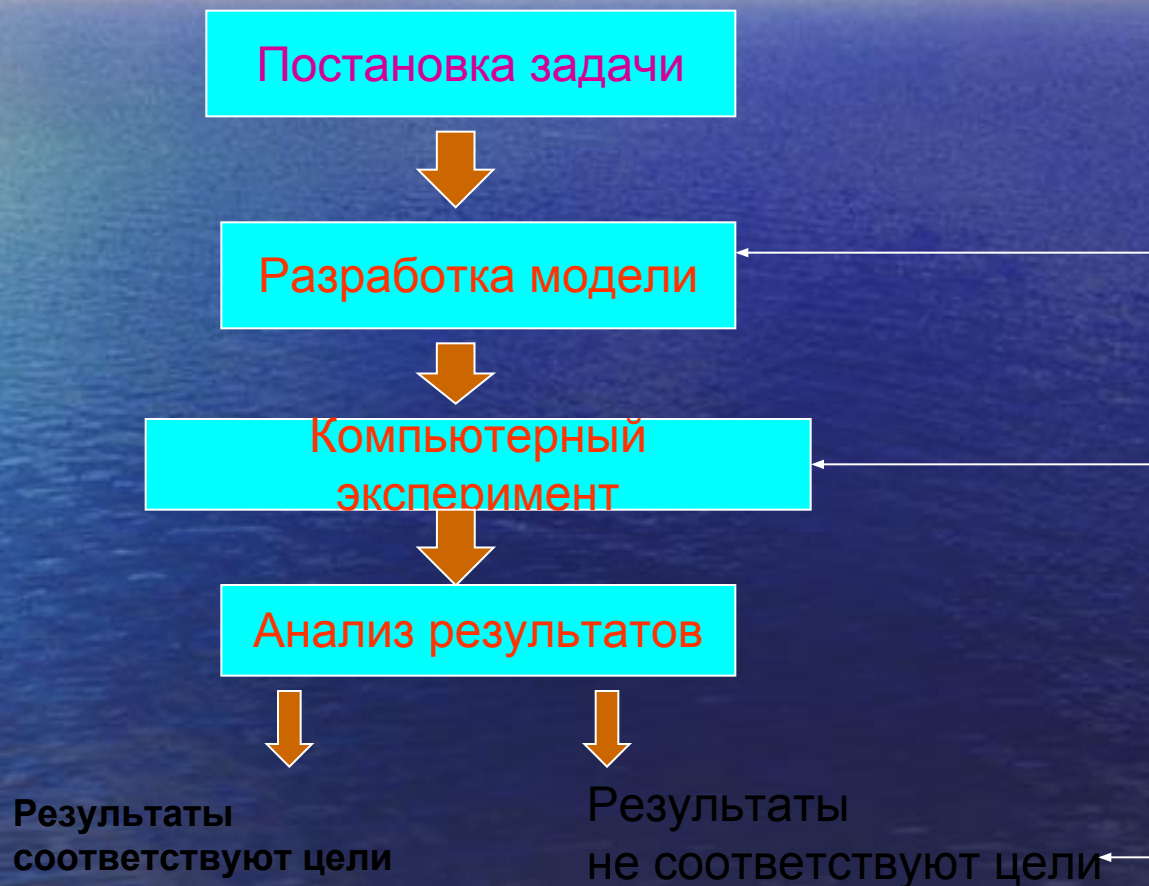 Постановка задачи
Разработка модели
Компьютерный
эксперимент
Анализ результатов
Результаты
соответствуют цели
Результаты
не соответствуют цели